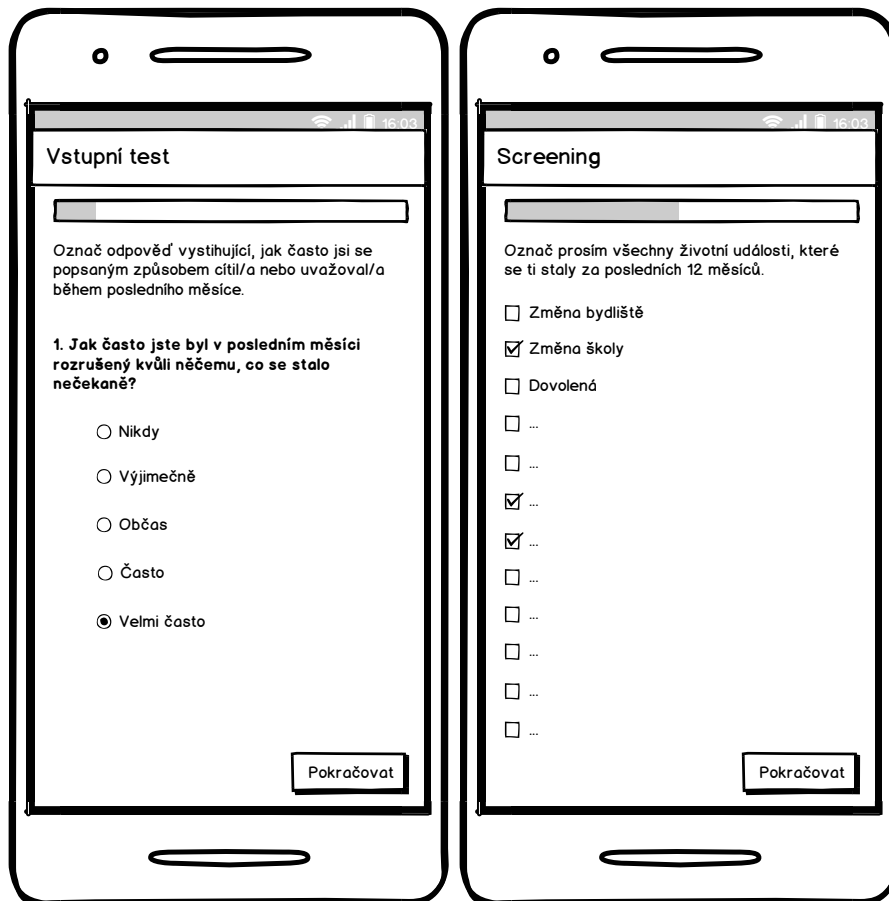 16:03
Vstupní test
Označ odpověď vystihující, jak často jsi se
popsaným způsobem cítil/a nebo uvažoval/a
během posledního měsíce.
1. Jak často jste byl v posledním měsíci
rozrušený kvůli něčemu, co se stalo
nečekaně?
Nikdy
Výjimečně
Občas
Často
Velmi často
Pokračovat
16:03
Screening
Označ prosím všechny životní události, které
se ti staly za posledních 12 měsíců.
Změna bydliště
Změna školy
Dovolená
...
...
...
...
...
...
...
...
...
Pokračovat